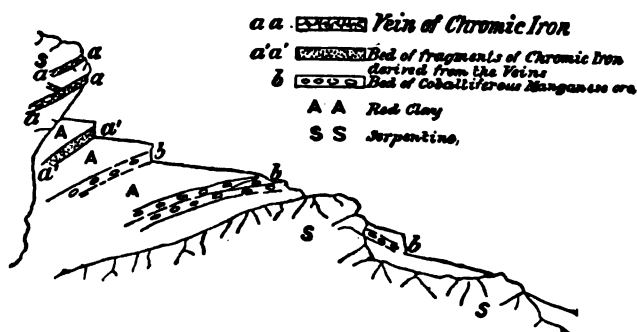 a a Vein of Chromic Iron
a'a' Bed of fragments of Chromic Iron
derived from the Veins
b Bed of Cobaltiferous Manganese ore
A A Red Clay
S S Serpentine,
S
a
a
a
a
A
a'
A
b
a'
A
b
S
b
S